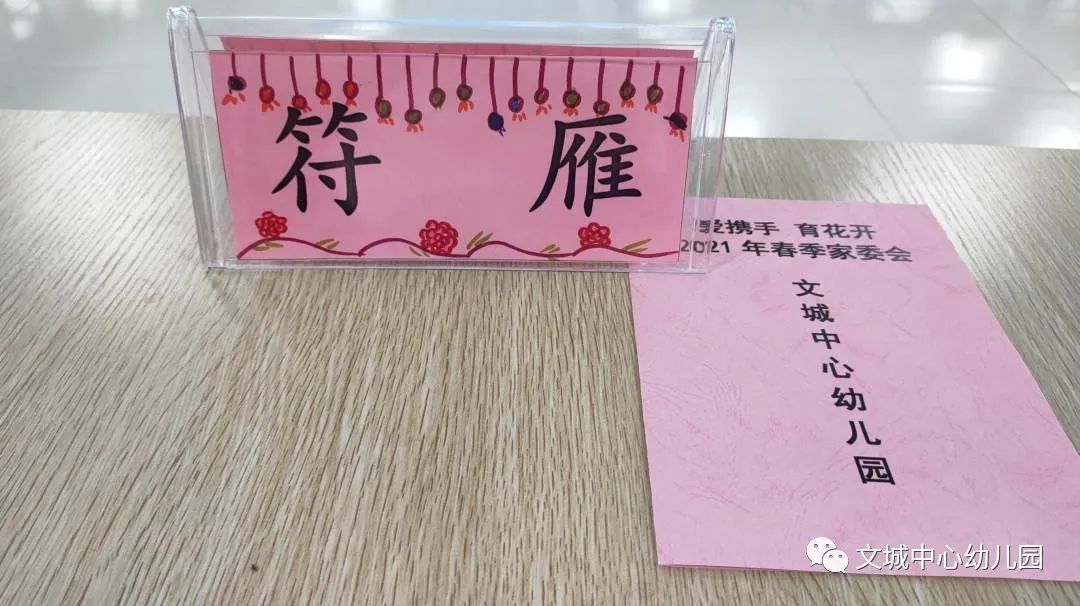 符 雁
爱携手 育花开
2021 年春季家委会
文城中心幼儿园
文城中心幼儿园